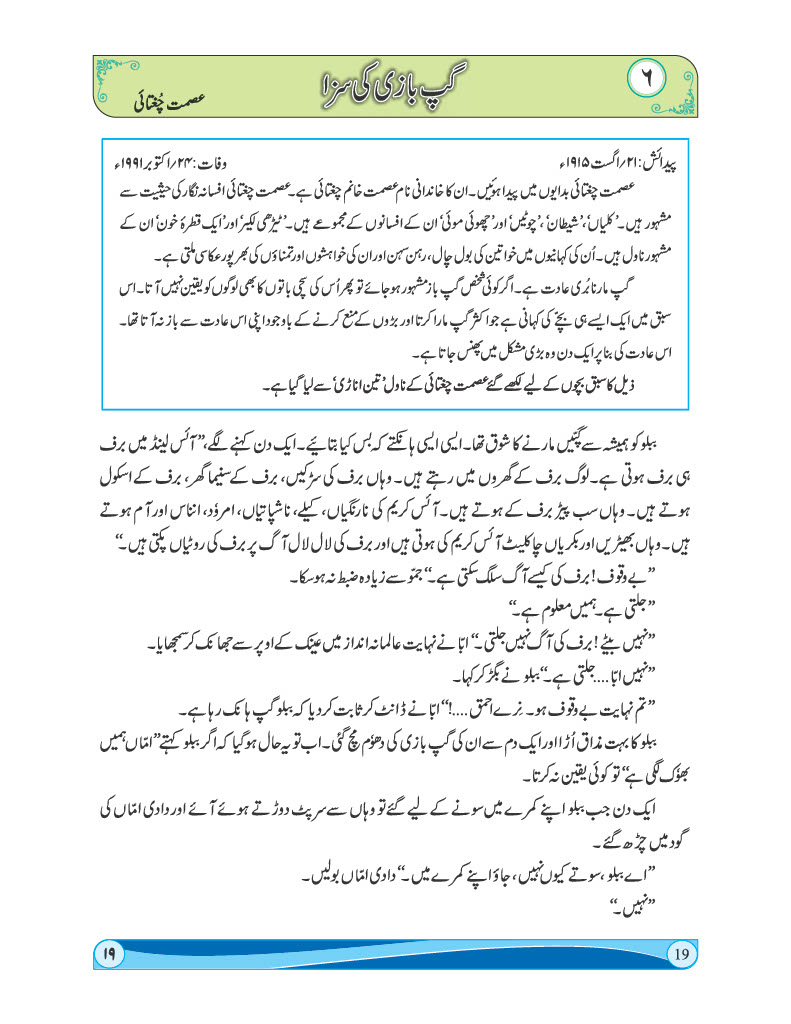 ۶
گپ بازی کی سزا
عصمت چُغتائی
پیدائش: ۲۱؍اگست ۱۹۱۵ء
وفات: ۲۴؍اکتوبر ۱۹۹۱ء
عصمت چغتائی بدایوں میں پیدا ہوئیں۔ ان کا خاندانی نام عصمت خانم چغتائی ہے۔ عصمت چغتائی افسانہ نگار کی حیثیت سے
مشہور ہیں۔ ’کلیاں‘، ’شیطان‘، ’چوٹیں‘ اور ’چھوئی موئی‘ ان کے افسانوں کے مجموعے ہیں۔ ’ٹیڑھی لکیر‘ اور ’ایک قطرۂ خون‘ ان کے
مشہور ناول ہیں۔ اُن کی کہانیوں میں خواتین کی بول چال، رہن سہن اور ان کی خواہشوں اور تمناؤں کی بھرپور عکاسی ملتی ہے۔
گپ مارنا بُری عادت ہے۔ اگر کوئی شخص گپ باز مشہور ہو جائے تو پھر اُس کی سچی باتوں کا بھی لوگوں کو یقین نہیں آتا۔ اس
سبق میں ایک ایسے ہی بچّے کی کہانی ہے جو اکثر گپ مارا کرتا اور بڑوں کے منع کرنے کے باوجود اپنی اس عادت سے باز نہ آتا تھا۔
اس عادت کی بنا پر ایک دن وہ بڑی مشکل میں پھنس جاتا ہے۔
ذیل کا سبق بچوں کے لیے لکھے گئے عصمت چغتائی کے ناول ’تین اناڑی‘ سے لیا گیا ہے۔
ببلو کو ہمیشہ سے گپّیں مارنے کا شوق تھا۔ ایسی ایسی ہانکتے کہ بس کیا بتائیے۔ ایک دن کہنے لگے، ”آئس لینڈ میں برف
ہی برف ہوتی ہے۔ لوگ برف کے گھروں میں رہتے ہیں۔ وہاں برف کی سڑکیں، برف کے سنیما گھر، برف کے اسکول
ہوتے ہیں۔ وہاں سب پیڑ برف کے ہوتے ہیں۔ آئس کریم کی نارنگیاں، کیلے، ناشپاتیاں، امرؤد، انناس اور آم ہوتے
ہیں۔ وہاں بھیڑیں اور بکریاں چاکلیٹ آئس کریم کی ہوتی ہیں اور برف کی لال لال آگ پر برف کی روٹیاں پکتی ہیں۔“
”بے وقوف! برف کی کیسے آگ سلگ سکتی ہے۔“ جمّو سے زیادہ ضبط نہ ہو سکا۔
”جلتی ہے۔ ہمیں معلوم ہے۔“
”نہیں بیٹے! برف کی آگ نہیں جلتی۔“ ابّا نے نہایت عالمانہ انداز میں عینک کے اوپر سے جھانک کر سمجھایا۔
”نہیں ابّا.... جلتی ہے۔“ ببلو نے بگڑ کر کہا۔
”تم نہایت بے وقوف ہو۔ نِرے احمق....!“ ابّا نے ڈانٹ کر ثابت کر دیا کہ ببلو گپ ہانک رہا ہے۔
ببلو کا بہت مذاق اُڑا اور ایک دم سے ان کی گپ بازی کی دھؤم مچ گئی۔ اب تو یہ حال ہو گیا کہ اگر ببلو کہتے ”امّاں ہمیں
بھؤک لگی ہے“ تو کوئی یقین نہ کرتا۔
ایک دن جب ببلو اپنے کمرے میں سونے کے لیے گئے تو وہاں سے سرپٹ دوڑتے ہوئے آئے اور دادی امّاں کی
گود میں چڑھ گئے۔
”اے ببلو، سوتے کیوں نہیں، جاؤ اپنے کمرے میں۔“ دادی امّاں بولیں۔
”نہیں۔“
19
۱۹